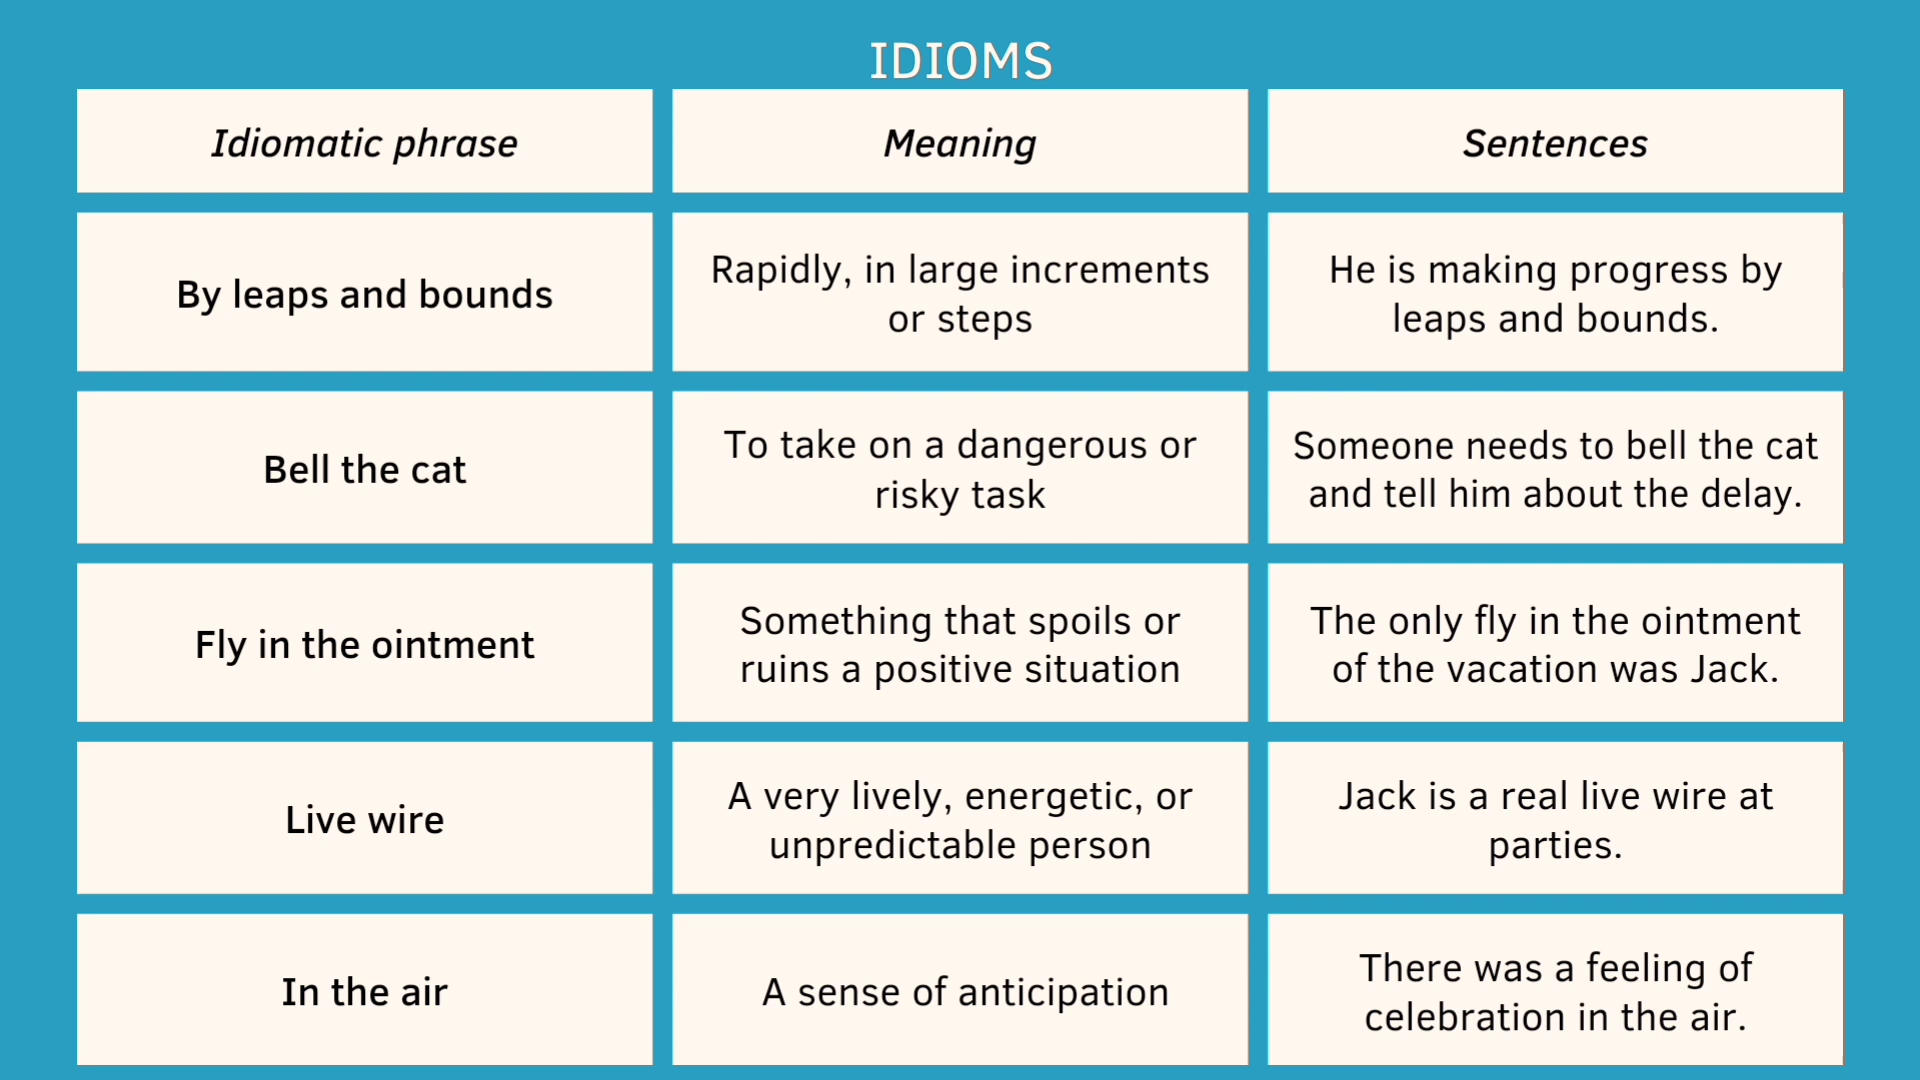 IDIOMS
Idiomatic phrase
Meaning
Sentences
By leaps and bounds
Rapidly, in large increments
or steps
He is making progress by
leaps and bounds.
Bell the cat
To take on a dangerous or
risky task
Someone needs to bell the cat
and tell him about the delay.
Fly in the ointment
Something that spoils or
ruins a positive situation
The only fly in the ointment
of the vacation was Jack.
Live wire
A very lively, energetic, or
unpredictable person
Jack is a real live wire at
parties.
In the air
A sense of anticipation
There was a feeling of
celebration in the air.